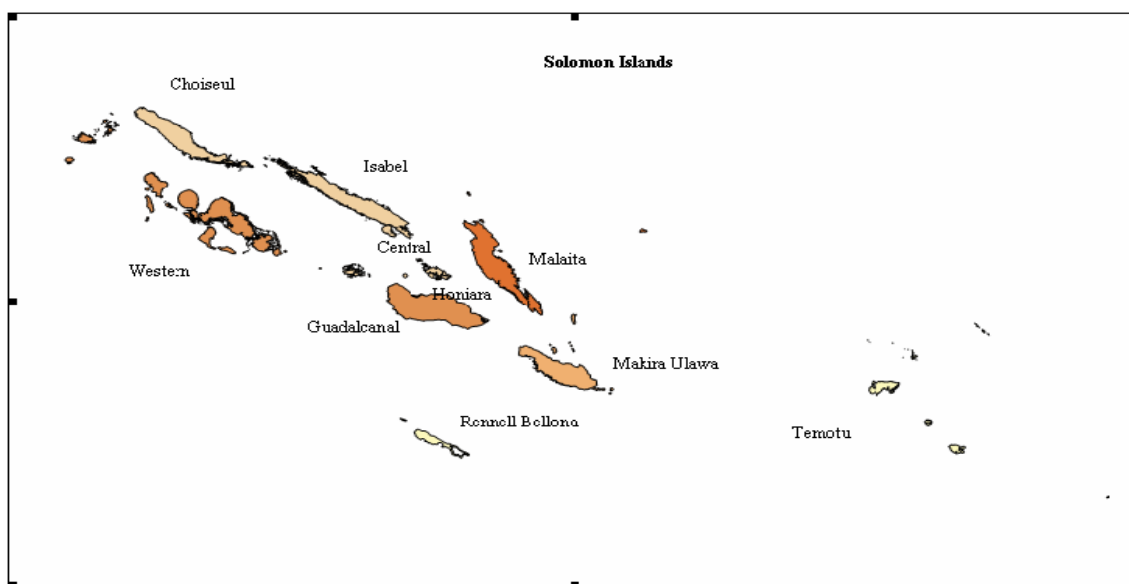 Solomon Islands
Choiseul
Isabel
Central
Malaita
Western
Honiara
Guadalcanal
Makira Ulawa
Rennell Bellona
Temotu